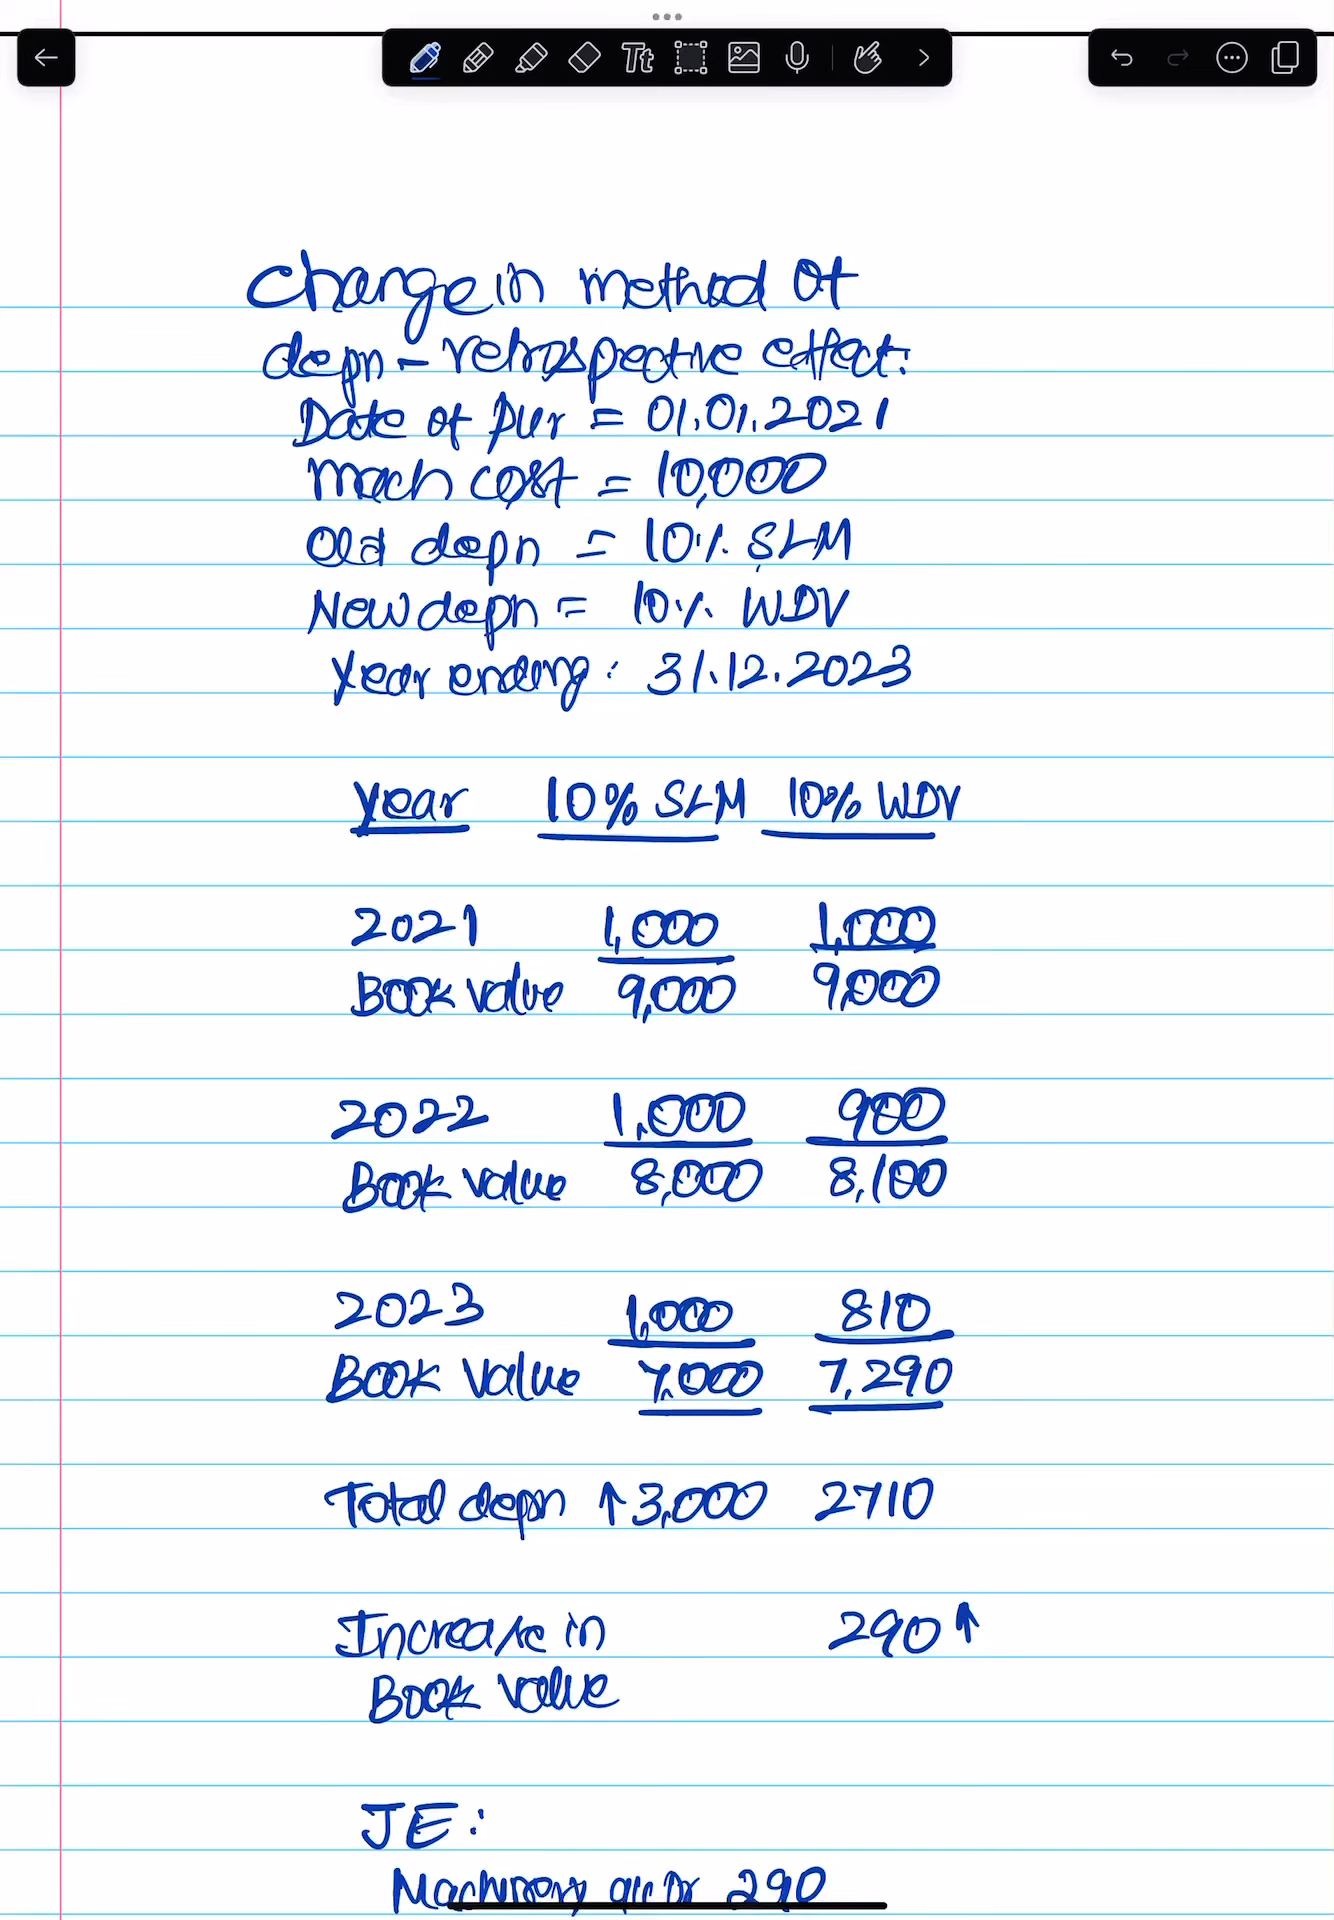 Tt
Change in method of
depn - retrospective effect.
Date of pur = 01.01.2021
Mach cost = 10,000
Old depn = 10% SLM
New depn = 10% WDV
Year ending : 31.12.2023
Year 10% SLM 10% WDV
2021 1,000 1,000
Book value 9,000 9,000
2022 1,000 900
Book value 8,000 8,100
2023 1,000 810
Book value 7,000 7,290
Total depn ↑ 3,000 2710
Increase in 290 ↑
Book value
JE :
Machinery a/c Dr 290